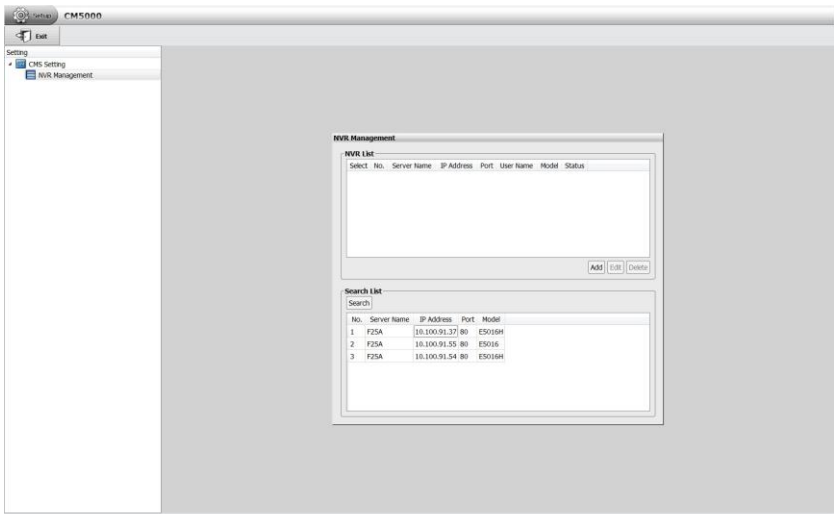 Setup CM5000
Exit
Setting
CMS Setting
NVR Management
NVR Management
NVR List
Select No. Server Name IP Address Port User Name Model Status
Add Edit Delete
Search List
Search
No. Server Name IP Address Port Model
1 F25A 10.100.91.37 80 E5016H
2 F25A 10.100.91.55 80 E5016
3 F25A 10.100.91.54 80 E5016H